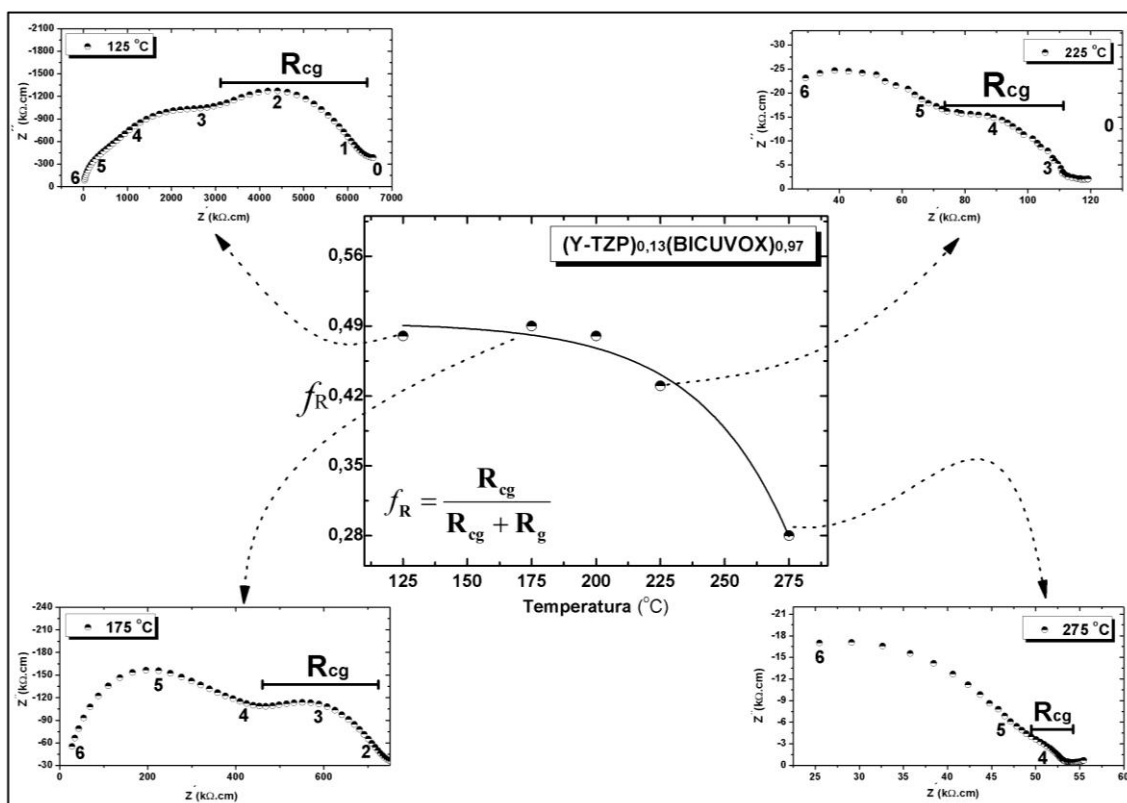 125 °C
-2100
-1800
-1500
-1200
-900
-600
-300
0
Z'' (kΩ.cm)
Rcg
6
5
4
3
2
1
0
0 1000 2000 3000 4000 5000 6000 7000
Z' (kΩ.cm)
225 °C
-30
-25
-20
-15
-10
-5
0
Z'' (kΩ.cm)
Rcg
6
5
4
3
0
40 60 80 100 120
Z' (kΩ.cm)
(Y-TZP)0,13(BICUVOX)0,97
0,56
0,49
0,42
0,35
0,28
fR
fR = Rcg / (Rcg + Rg)
125 150 175 200 225 250 275
Temperatura (°C)
175 °C
-240
-210
-180
-150
-120
-90
-60
-30
Z'' (kΩ.cm)
Rcg
6
5
4
3
2
0 200 400 600
Z' (kΩ.cm)
275 °C
-21
-18
-15
-12
-9
-6
-3
0
Z'' (kΩ.cm)
Rcg
6
5
4
25 30 35 40 45 50 55 60
Z' (kΩ.cm)